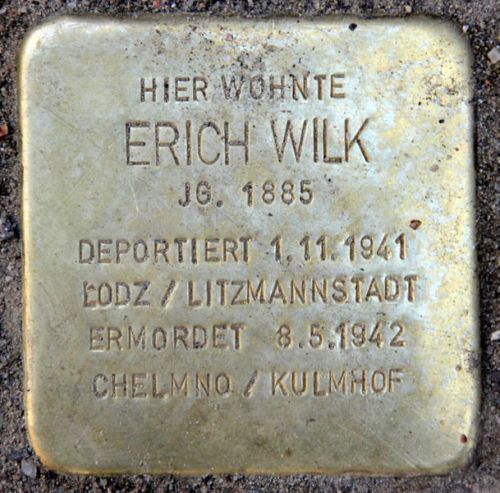 HIER WOHNTE
ERICH WILK
JG. 1885
DEPORTIERT 1.11.1941
ŁODZ / LITZMANNSTADT
ERMORDET 8.5.1942
CHELMNO / KULMHOF